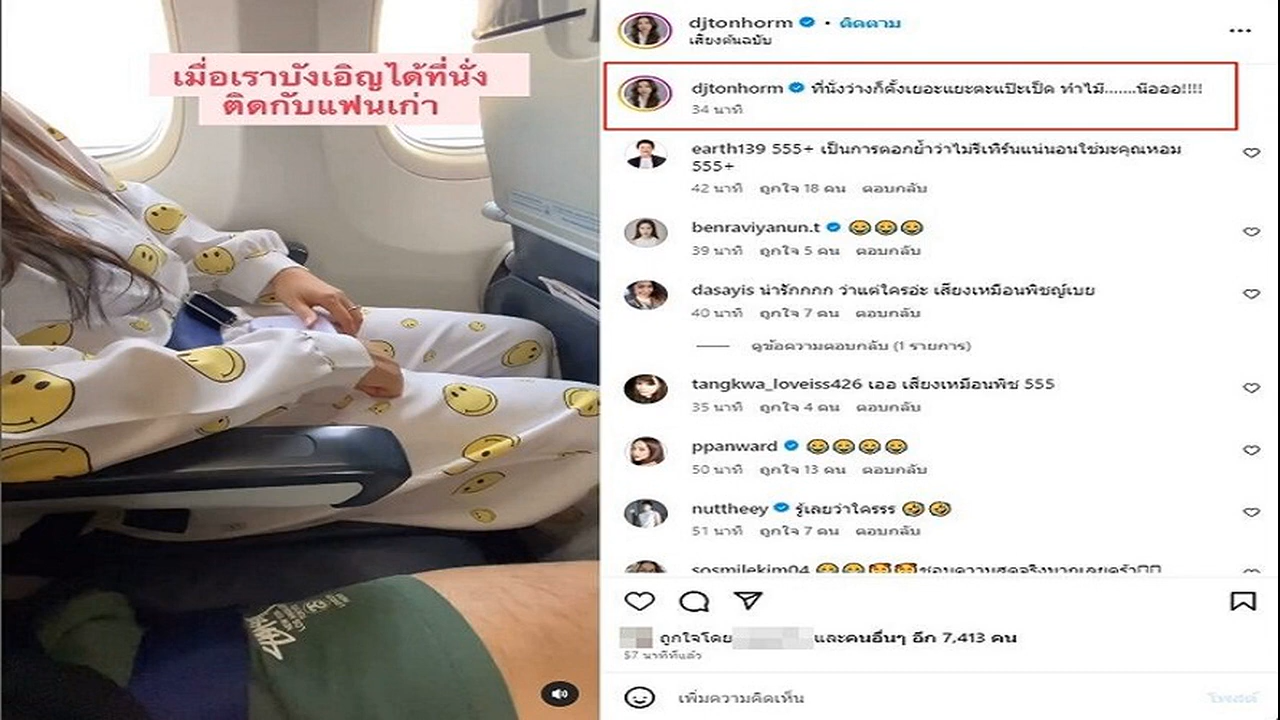 เมื่อเราบังเอิญได้ที่นั่ง
ติดกับแฟนเก่า
djtonhorm • ติดตาม
เสียงต้นฉบับ
djtonhorm ที่นั่งว่างก็ตั้งเยอะแยะตะแป๊ะเป็ด ทำไม๊.......นืออออ!!!!
34 นาที
earth139 555+ เป็นการตอกย้ำว่าไม่รีเทิร์นแน่นอนใช่มะคุณหอม
555+
42 นาที ถูกใจ 18 คน ตอบกลับ
benraviyanun.t 😂😂😂
39 นาที ถูกใจ 5 คน ตอบกลับ
dasayis น่ารักกกก ว่าแต่ใครอ่ะ เสียงเหมือนพิชญ์เบย
40 นาที ถูกใจ 7 คน ตอบกลับ
ดูข้อความตอบกลับ (1 รายการ)
tangkwa_loveiss426 เออ เสียงเหมือนพิช 555
35 นาที ถูกใจ 4 คน ตอบกลับ
ppanward 😂😂😂😂
50 นาที ถูกใจ 13 คน ตอบกลับ
nuttheey รู้เลยว่าใครรร 🤣🤣
51 นาที ถูกใจ 7 คน ตอบกลับ
sosmilekim04
ถูกใจโดย และคนอื่นๆ อีก 7,413 คน
57 นาทีที่แล้ว
เพิ่มความคิดเห็น
โพสต์